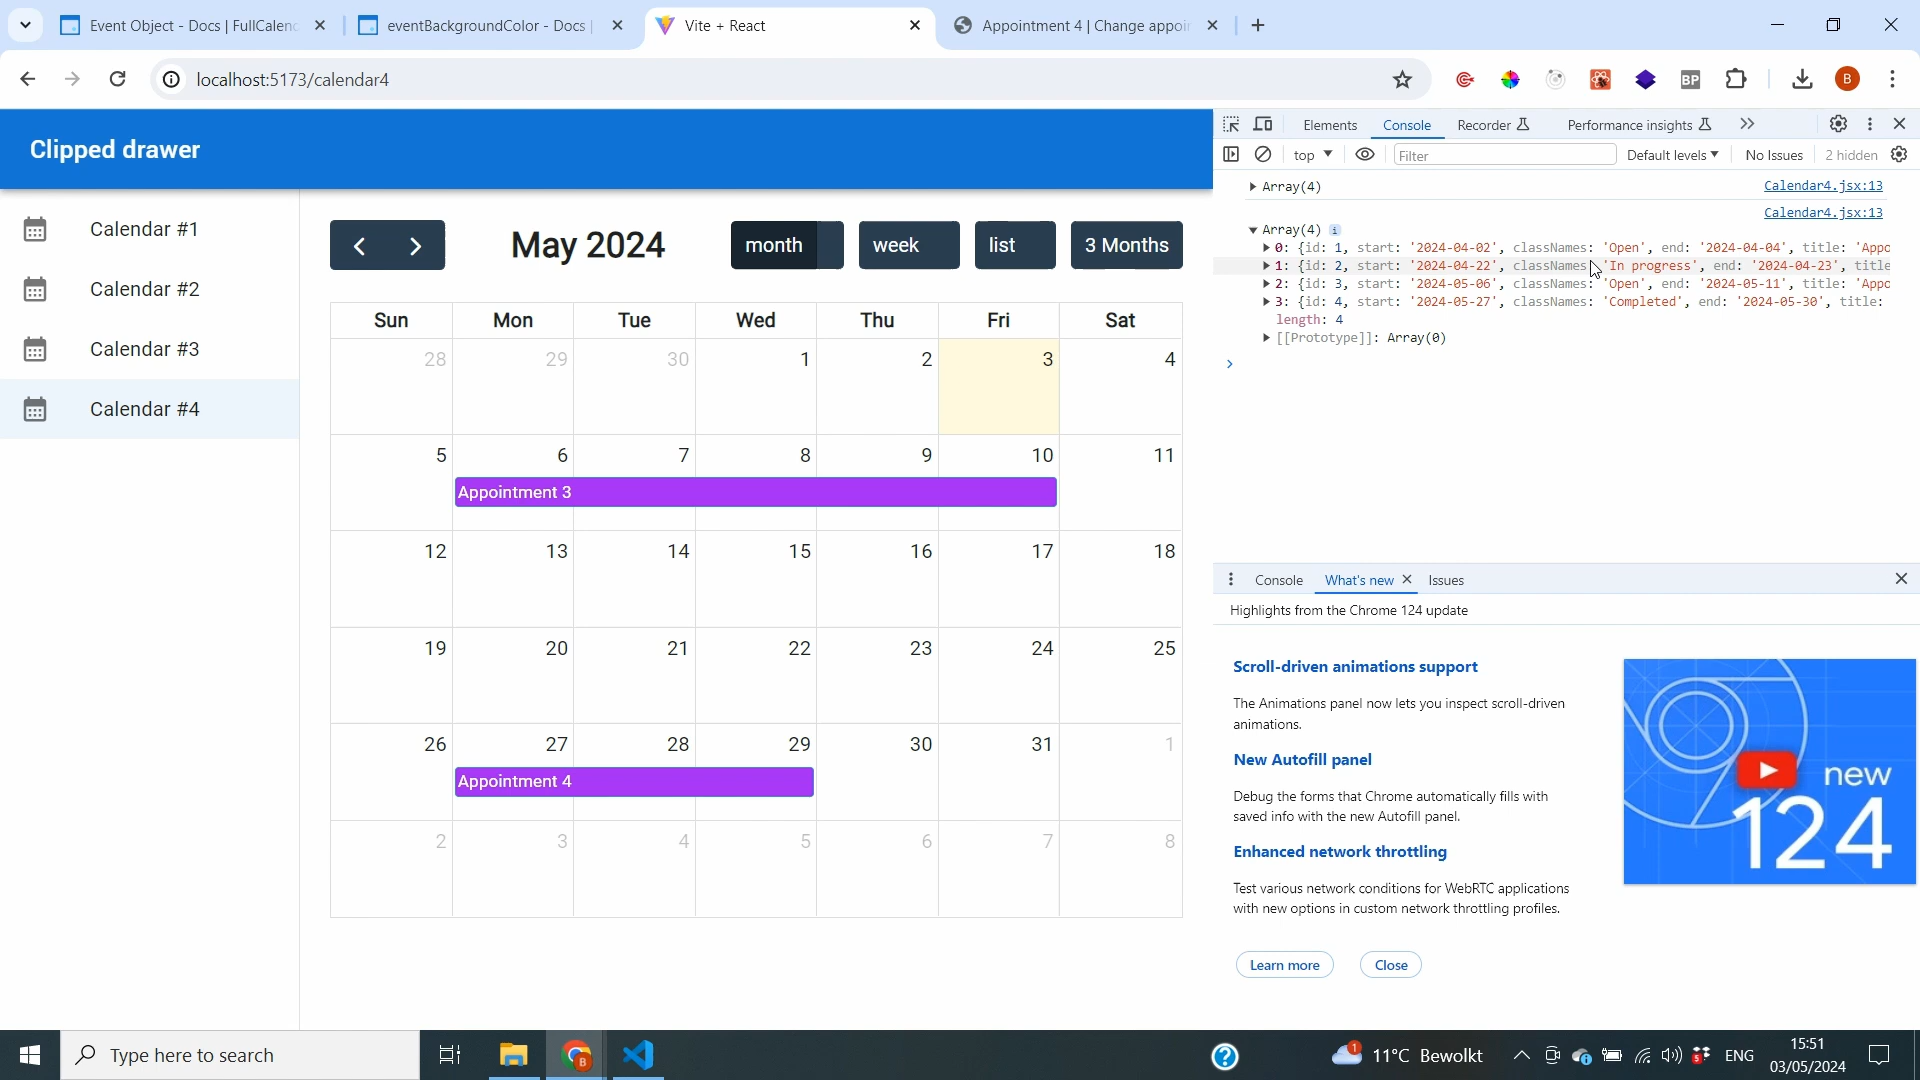 Event Object - Docs | FullCalen
eventBackgroundColor - Docs |
Vite + React
Appointment 4 | Change appoi
localhost:5173/calendar4
BP
B
Clipped drawer
Calendar #1
Calendar #2
Calendar #3
Calendar #4
May 2024
month
week
list
3 Months
Sun Mon Tue Wed Thu Fri Sat
28 29 30 1 2 3 4
5 6 7 8 9 10 11
Appointment 3
12 13 14 15 16 17 18
19 20 21 22 23 24 25
26 27 28 29 30 31 1
Appointment 4
2 3 4 5 6 7 8
Elements
Console
Recorder
Performance insights
top
Filter
Default levels
No Issues
2 hidden
Array(4) Calendar4.jsx:13
Calendar4.jsx:13
Array(4) i
0: {id: 1, start: '2024-04-02', classNames: 'Open', end: '2024-04-04', title: 'Appo
1: {id: 2, start: '2024-04-22', classNames: 'In progress', end: '2024-04-23', title
2: {id: 3, start: '2024-05-06', classNames: 'Open', end: '2024-05-11', title: 'Appo
3: {id: 4, start: '2024-05-27', classNames: 'Completed', end: '2024-05-30', title:
length: 4
[[Prototype]]: Array(0)
Console
What's new
Issues
Highlights from the Chrome 124 update
Scroll-driven animations support
The Animations panel now lets you inspect scroll-driven
animations.
New Autofill panel
Debug the forms that Chrome automatically fills with
saved info with the new Autofill panel.
Enhanced network throttling
Test various network conditions for WebRTC applications
with new options in custom network throttling profiles.
Learn more
Close
new
124
Type here to search
B
1
11°C Bewolkt
5
ENG
15:51
03/05/2024